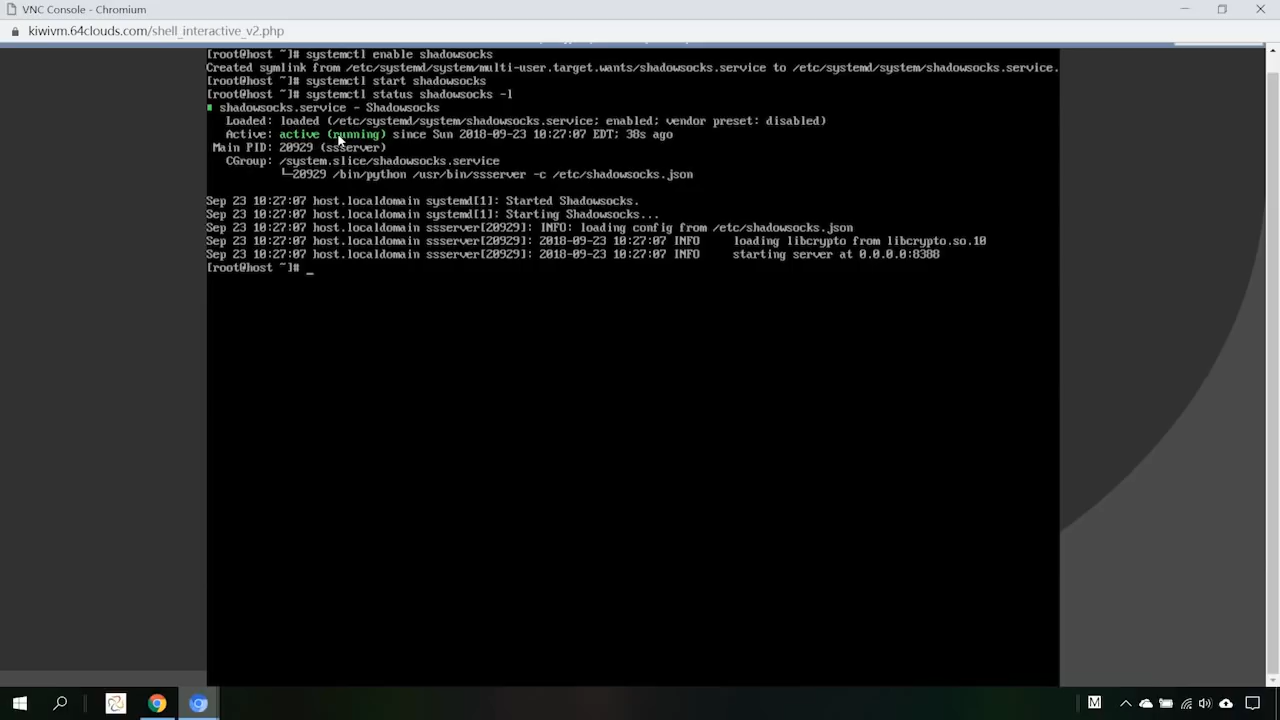 VNC Console - Chromium
kiwivm.64clouds.com/shell_interactive_v2.php
[root@host ~]# systemctl enable shadowsocks
Created symlink from /etc/systemd/system/multi-user.target.wants/shadowsocks.service to /etc/systemd/system/shadowsocks.service.
[root@host ~]# systemctl start shadowsocks
[root@host ~]# systemctl status shadowsocks -l
shadowsocks.service - Shadowsocks
Loaded: loaded (/etc/systemd/system/shadowsocks.service; enabled; vendor preset: disabled)
Active: active (running) since Sun 2018-09-23 10:27:07 EDT; 38s ago
Main PID: 20929 (ssserver)
CGroup: /system.slice/shadowsocks.service
└─20929 /bin/python /usr/bin/ssserver -c /etc/shadowsocks.json
Sep 23 10:27:07 host.localdomain systemd[1]: Started Shadowsocks.
Sep 23 10:27:07 host.localdomain systemd[1]: Starting Shadowsocks...
Sep 23 10:27:07 host.localdomain ssserver[20929]: INFO: loading config from /etc/shadowsocks.json
Sep 23 10:27:07 host.localdomain ssserver[20929]: 2018-09-23 10:27:07 INFO     loading libcrypto from libcrypto.so.10
Sep 23 10:27:07 host.localdomain ssserver[20929]: 2018-09-23 10:27:07 INFO     starting server at 0.0.0.0:8388
[root@host ~]# _
M